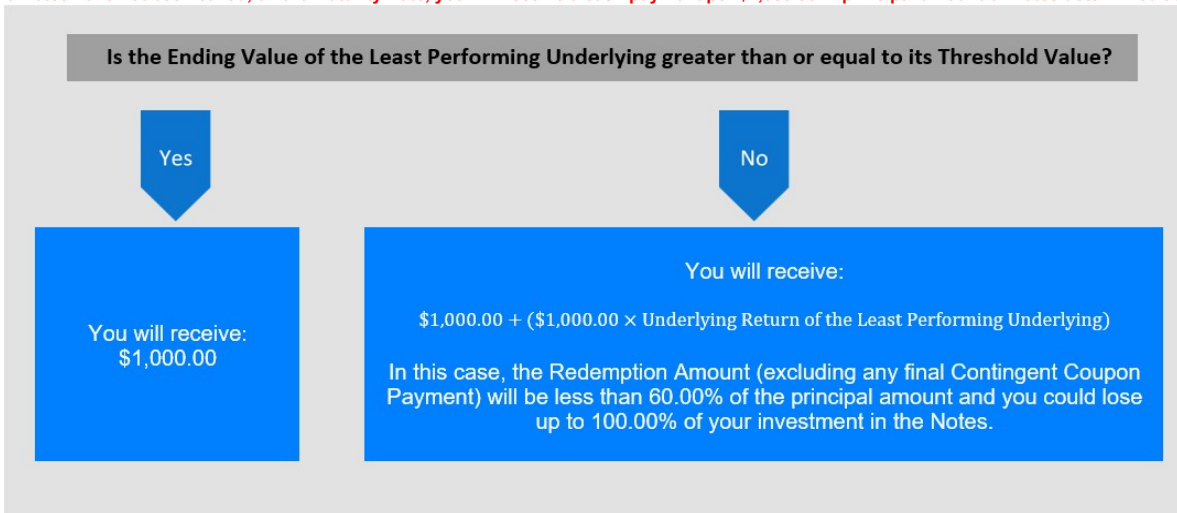 Is the Ending Value of the Least Performing Underlying greater than or equal to its Threshold Value?
Yes
No
You will receive:
$1,000.00
You will receive:
$1,000.00 + ($1,000.00 × Underlying Return of the Least Performing Underlying)
In this case, the Redemption Amount (excluding any final Contingent Coupon
Payment) will be less than 60.00% of the principal amount and you could lose
up to 100.00% of your investment in the Notes.